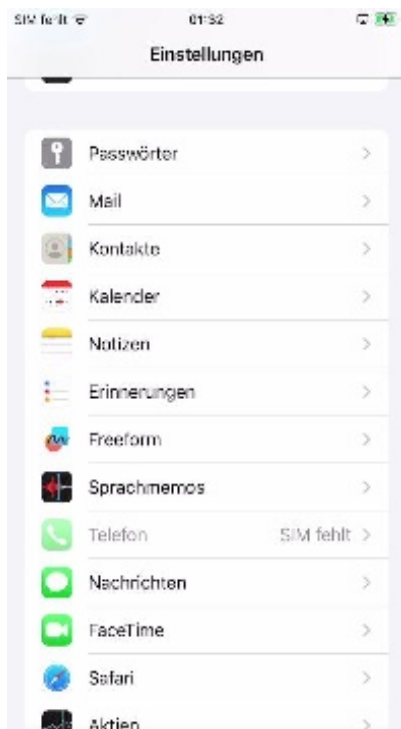 SIM fehlt 01:32
Einstellungen
Passwörter
Mail
Kontakte
Kalender
Notizen
Erinnerungen
Freeform
Sprachmemos
Telefon SIM fehlt
Nachrichten
FaceTime
Safari
Aktien